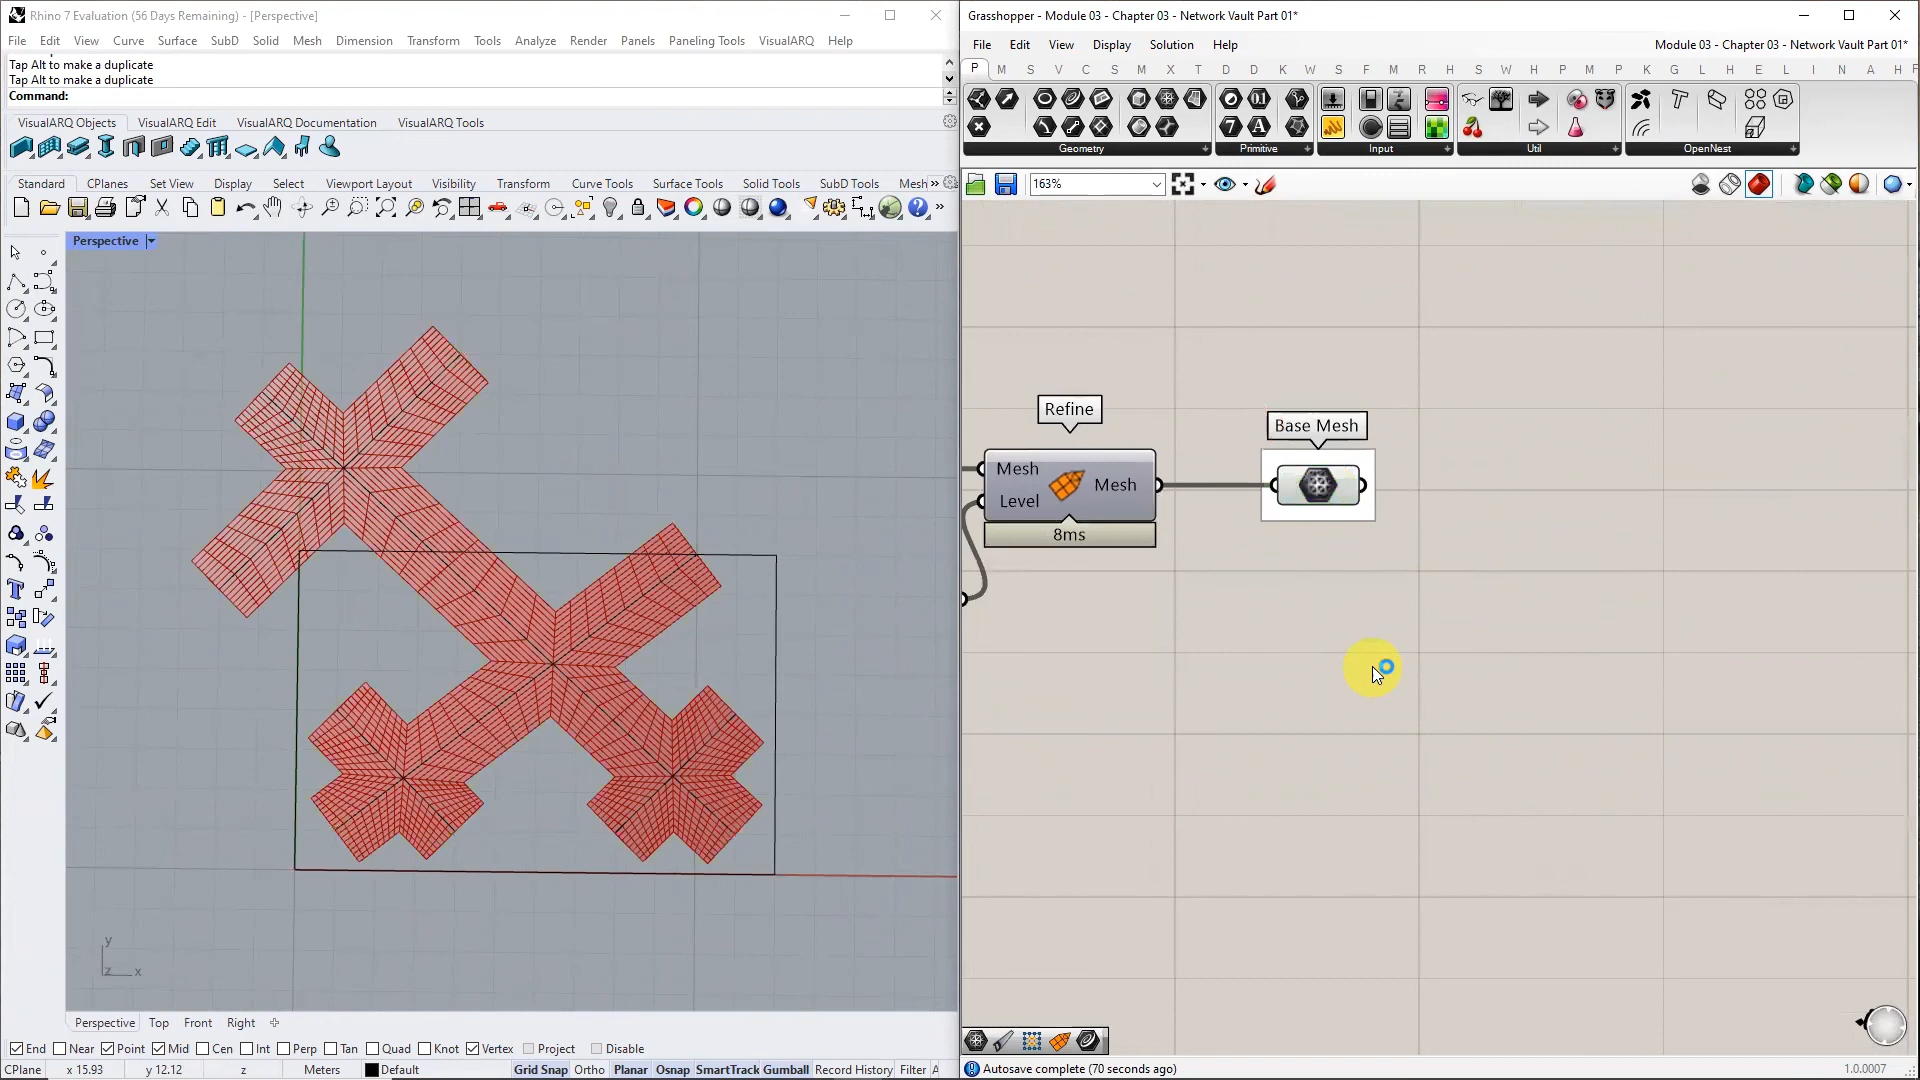 Rhino 7 Evaluation (56 Days Remaining) - [Perspective]
File Edit View Curve Surface SubD Solid Mesh Dimension Transform Tools Analyze Render Panels Paneling Tools VisualARQ Help
Tap Alt to make a duplicate
Tap Alt to make a duplicate
Command:
VisualARQ Objects VisualARQ Edit VisualARQ Documentation VisualARQ Tools
Standard CPlanes Set View Display Select Viewport Layout Visibility Transform Curve Tools Surface Tools Solid Tools SubD Tools Mesh »
Perspective
y
z x
Perspective Top Front Right
End Near Point Mid Cen Int Perp Tan Quad Knot Vertex Project Disable
CPlane x 15.93 y 12.12 z Meters Default Grid Snap Ortho Planar Osnap SmartTrack Gumball Record History Filter A
Grasshopper - Module 03 - Chapter 03 - Network Vault Part 01*
File Edit View Display Solution Help Module 03 - Chapter 03 - Network Vault Part 01*
P M S V C S M X T D D K W S F M R H S W H P M P K G L H E L I N A H F
Geometry Primitive Input Util OpenNest
163%
Refine
Base Mesh
Mesh Mesh
Level
8ms
Autosave complete (70 seconds ago) 1.0.0007